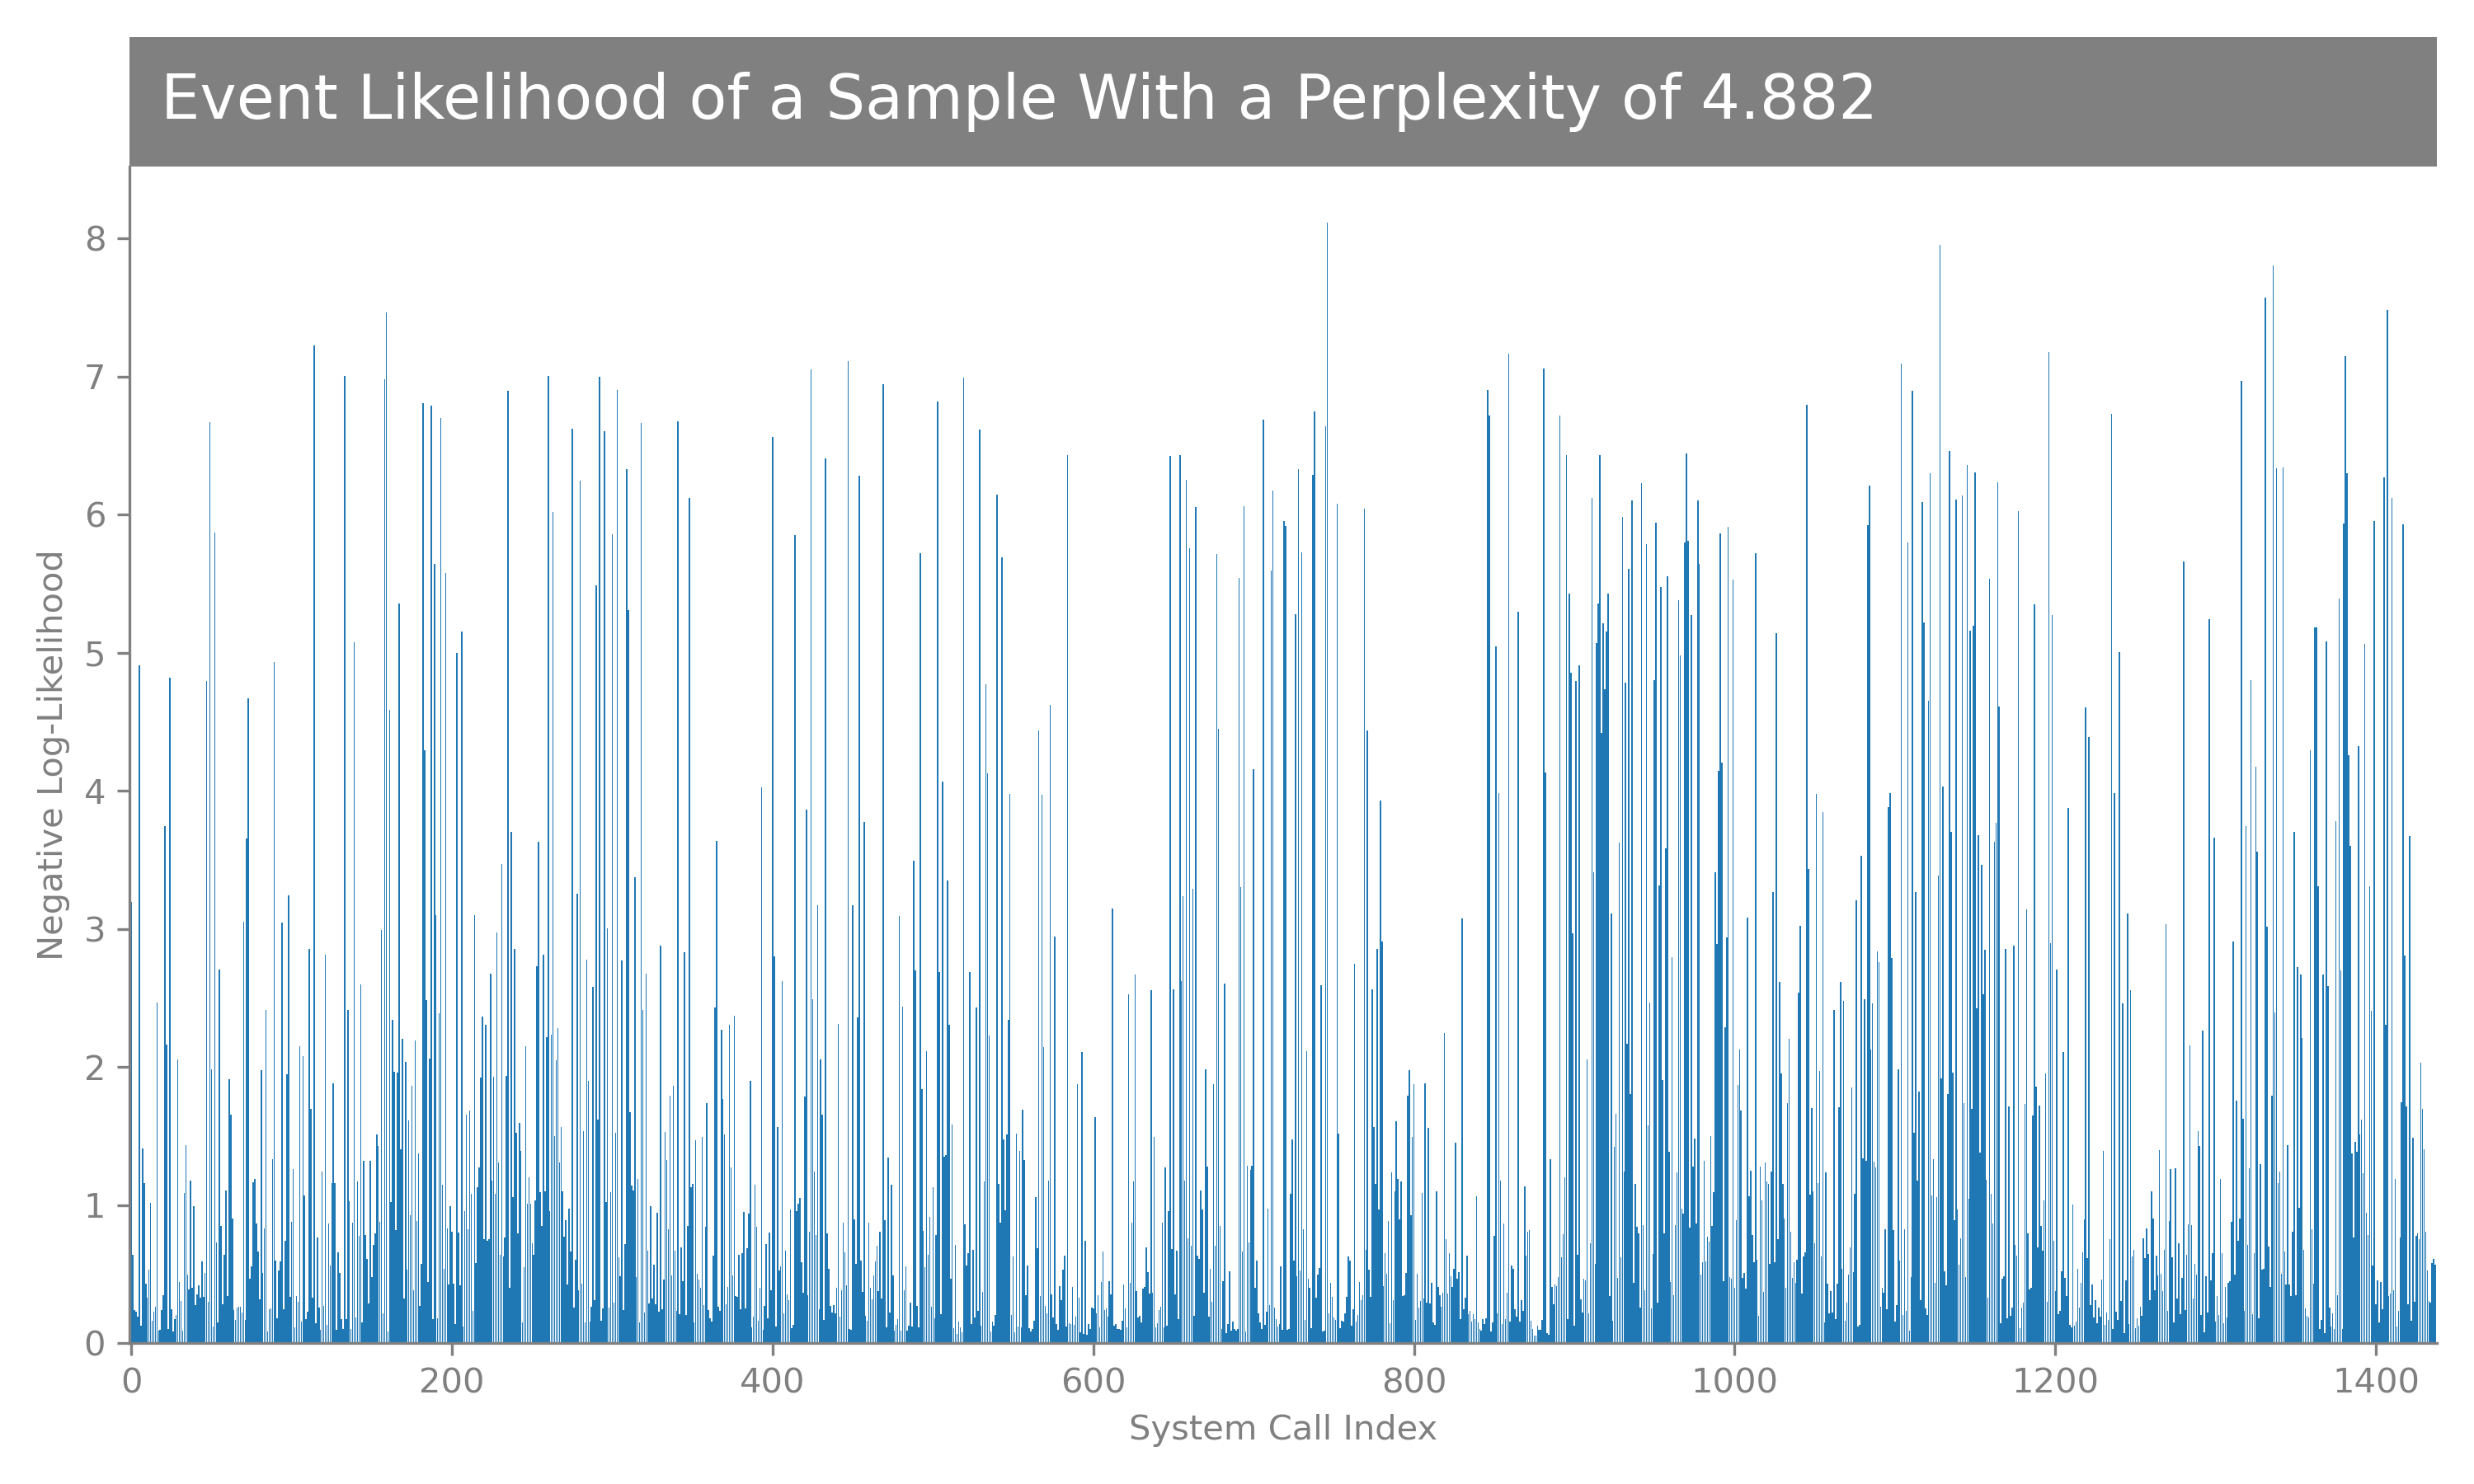 Event Likelihood of a Sample With a Perplexity of 4.882
8
7
6
5
4
3
2
1
0
Negative Log-Likelihood
0 200 400 600 800 1000 1200 1400
System Call Index